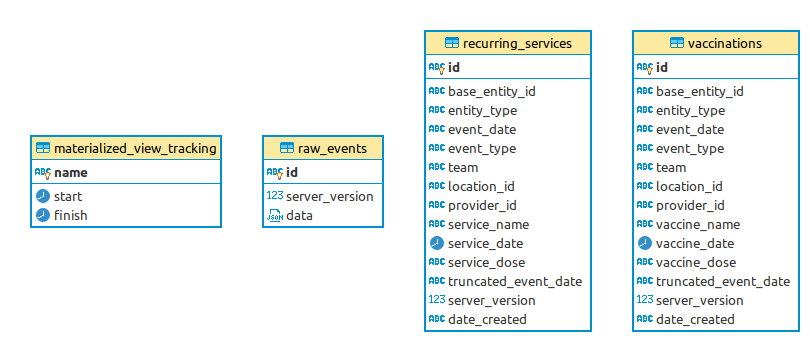 materialized_view_tracking
ABC name
start
finish
raw_events
ABC id
123 server_version
JSON data
recurring_services
ABC id
ABC base_entity_id
ABC entity_type
ABC event_date
ABC event_type
ABC team
ABC location_id
ABC provider_id
ABC service_name
service_date
ABC service_dose
ABC truncated_event_date
123 server_version
ABC date_created
vaccinations
ABC id
ABC base_entity_id
ABC entity_type
ABC event_date
ABC event_type
ABC team
ABC location_id
ABC provider_id
ABC vaccine_name
vaccine_date
ABC vaccine_dose
ABC truncated_event_date
123 server_version
ABC date_created